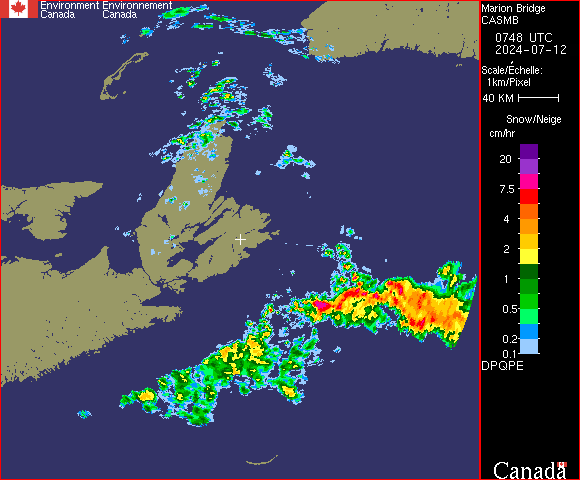 Environment Environnement
Canada Canada
Marion Bridge
CASMB
0748 UTC
2024-07-12
Scale/Échelle:
1km/Pixel
40 KM
Snow/Neige
cm/hr
20
7.5
4
2
1
0.5
0.2
0.1
DPQPE
Canada